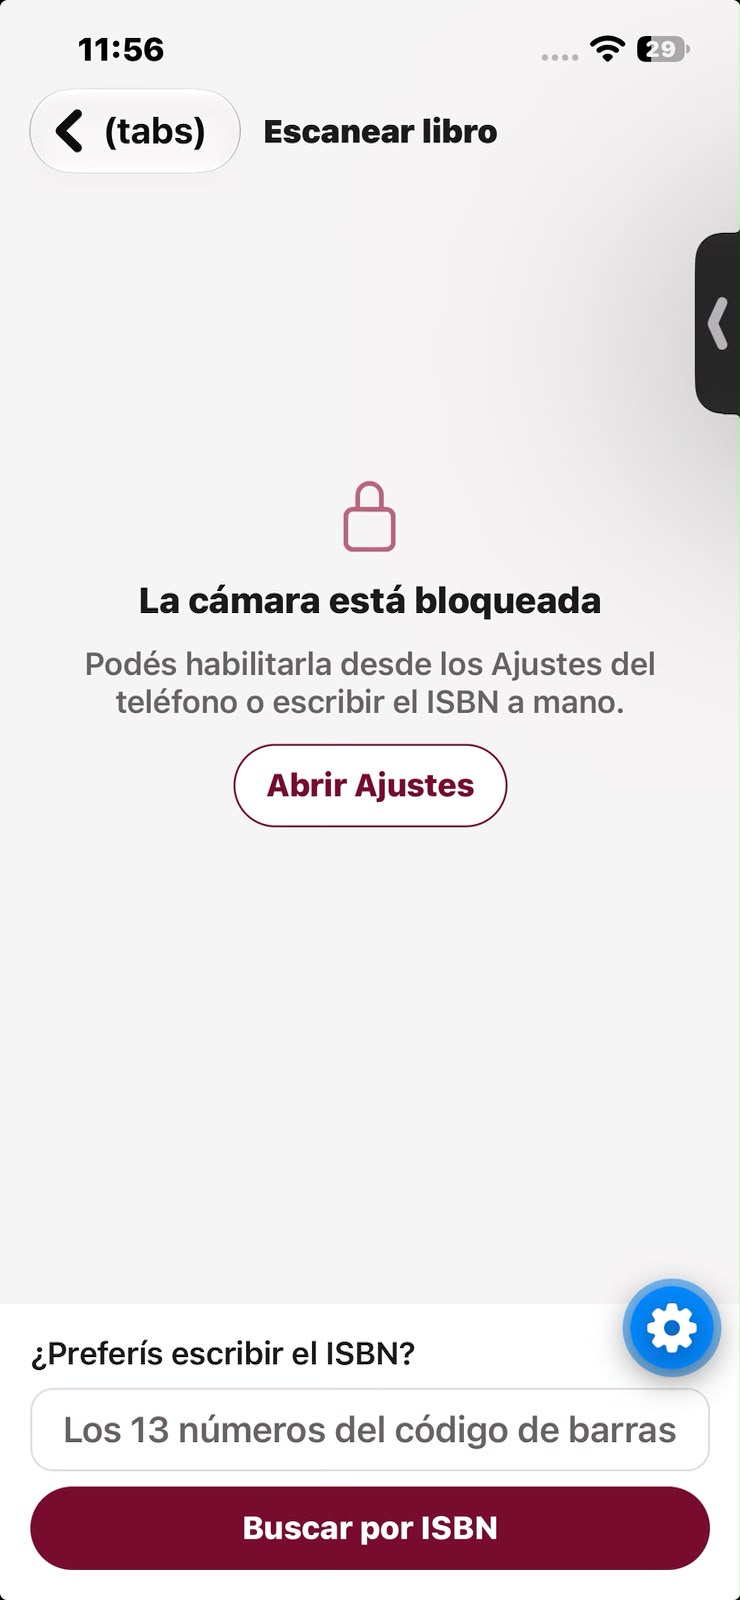 11:56
29
(tabs)
Escanear libro
La cámara está bloqueada
Podés habilitarla desde los Ajustes del
teléfono o escribir el ISBN a mano.
Abrir Ajustes
¿Preferís escribir el ISBN?
Los 13 números del código de barras
Buscar por ISBN